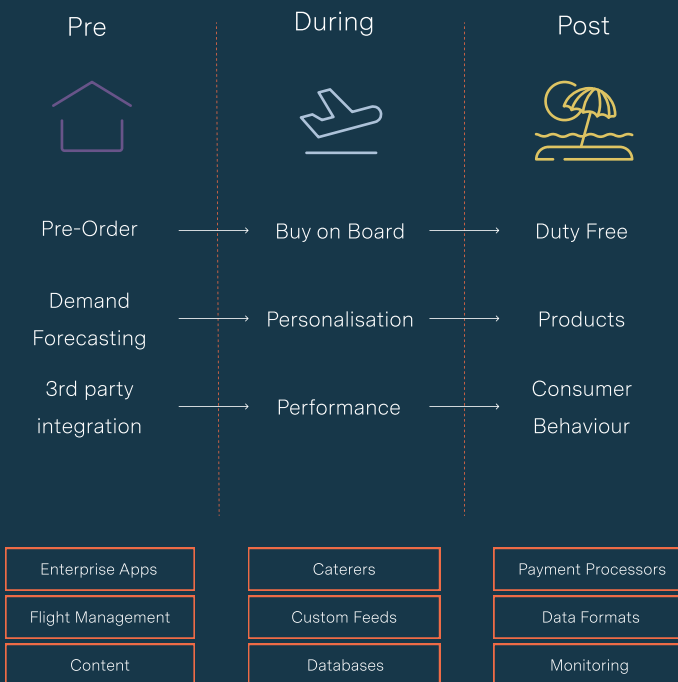 Pre
During
Post
Pre-Order
Buy on Board
Duty Free
Demand
Forecasting
Personalisation
Products
3rd party
integration
Performance
Consumer
Behaviour
Enterprise Apps
Caterers
Payment Processors
Flight Management
Custom Feeds
Data Formats
Content
Databases
Monitoring